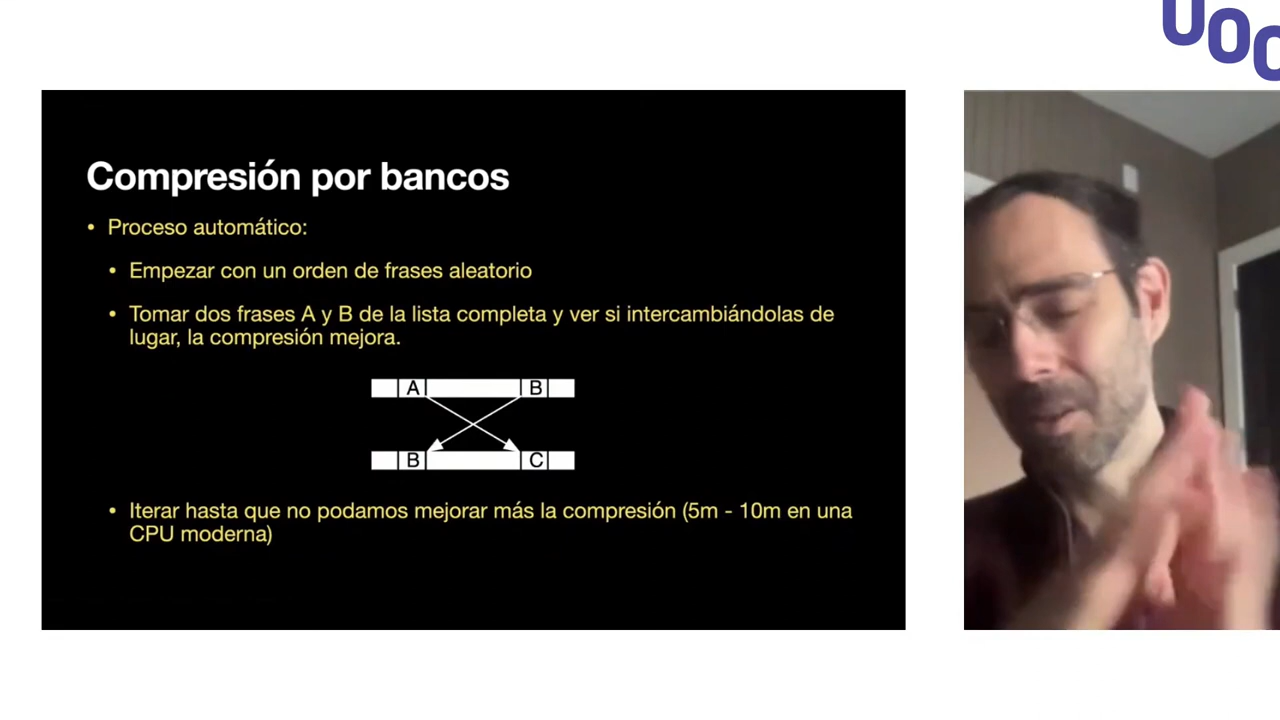 UOC
Compresión por bancos
• Proceso automático:
• Empezar con un orden de frases aleatorio
• Tomar dos frases A y B de la lista completa y ver si intercambiándolas de
lugar, la compresión mejora.
A B
B C
• Iterar hasta que no podamos mejorar más la compresión (5m - 10m en una
CPU moderna)